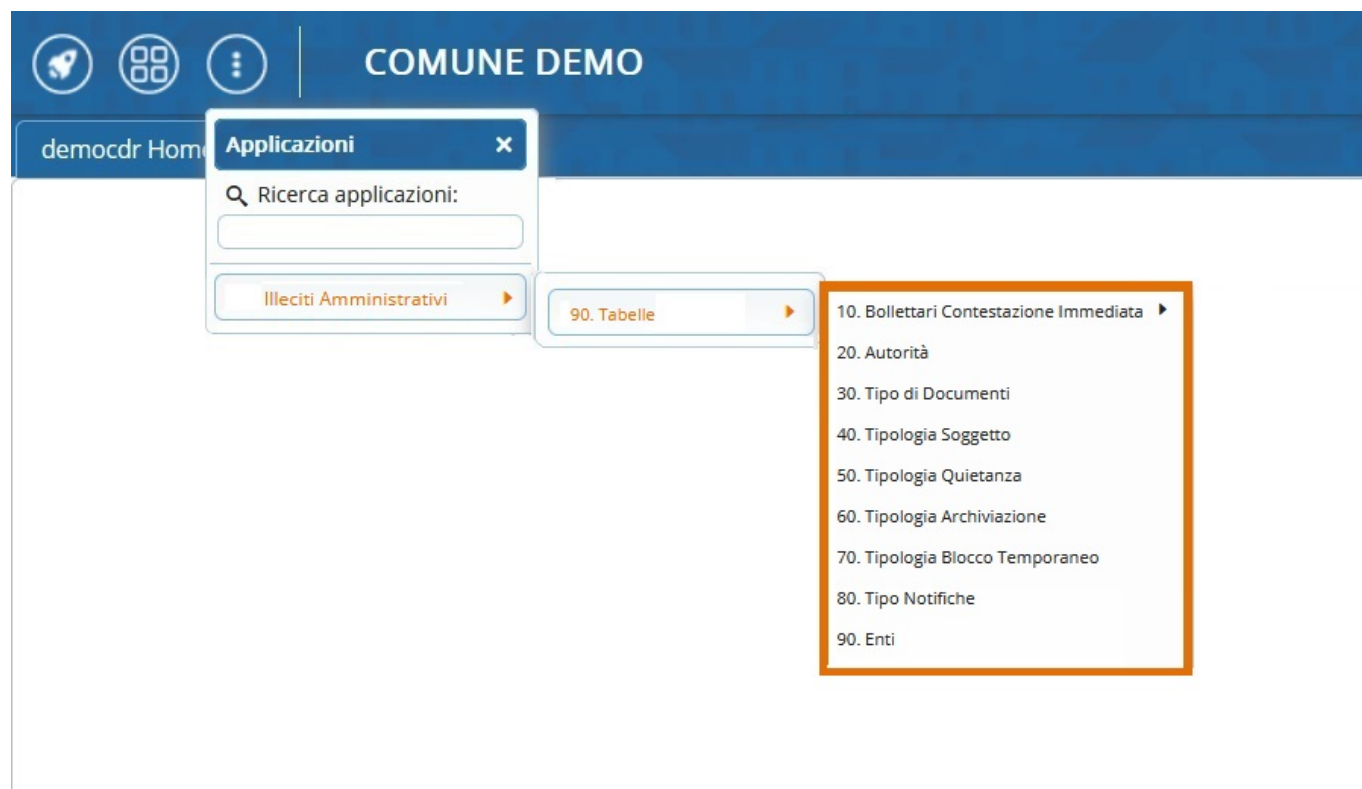 COMUNE DEMO
democdr Home
Applicazioni
Ricerca applicazioni:
Illeciti Amministrativi
90. Tabelle
10. Bollettari Contestazione Immediata
20. Autorità
30. Tipo di Documenti
40. Tipologia Soggetto
50. Tipologia Quietanza
60. Tipologia Archiviazione
70. Tipologia Blocco Temporaneo
80. Tipo Notifiche
90. Enti